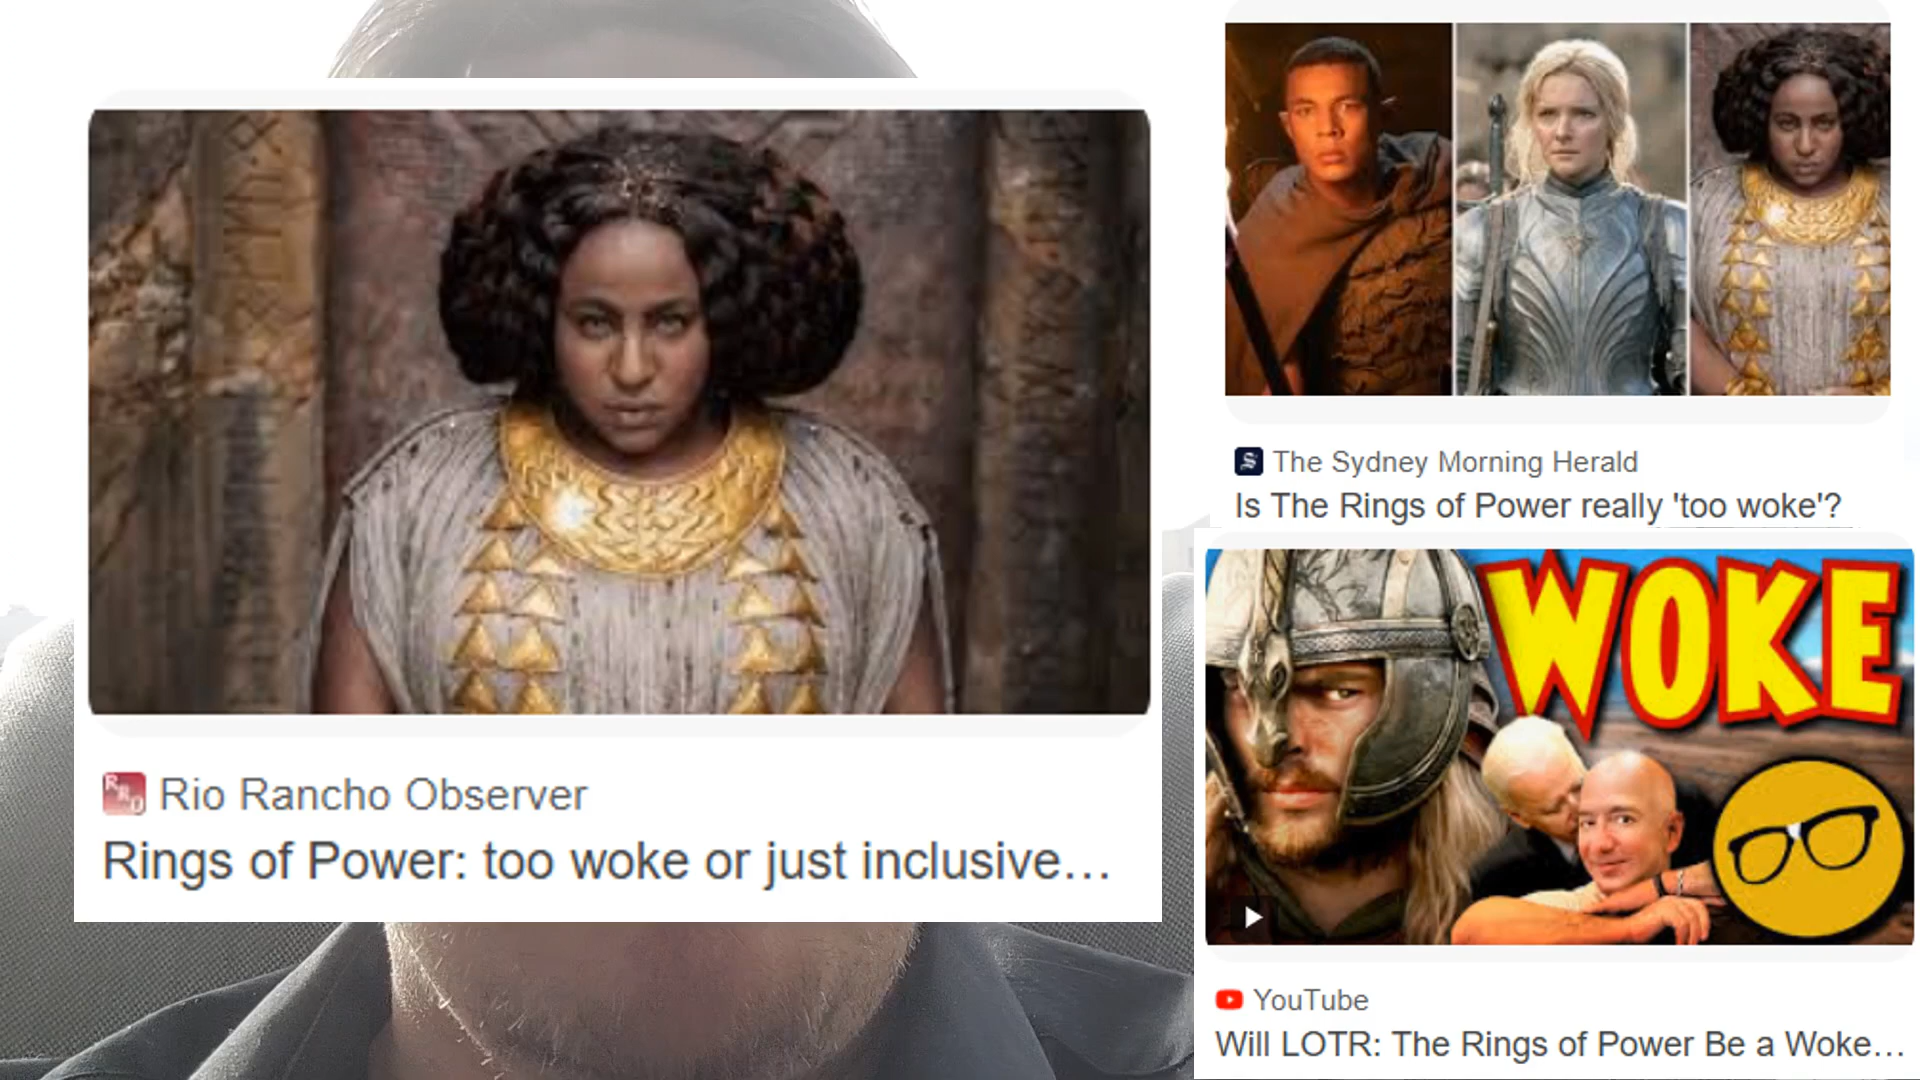 Rio Rancho Observer
Rings of Power: too woke or just inclusive...
The Sydney Morning Herald
Is The Rings of Power really 'too woke'?
WOKE
YouTube
Will LOTR: The Rings of Power Be a Woke...